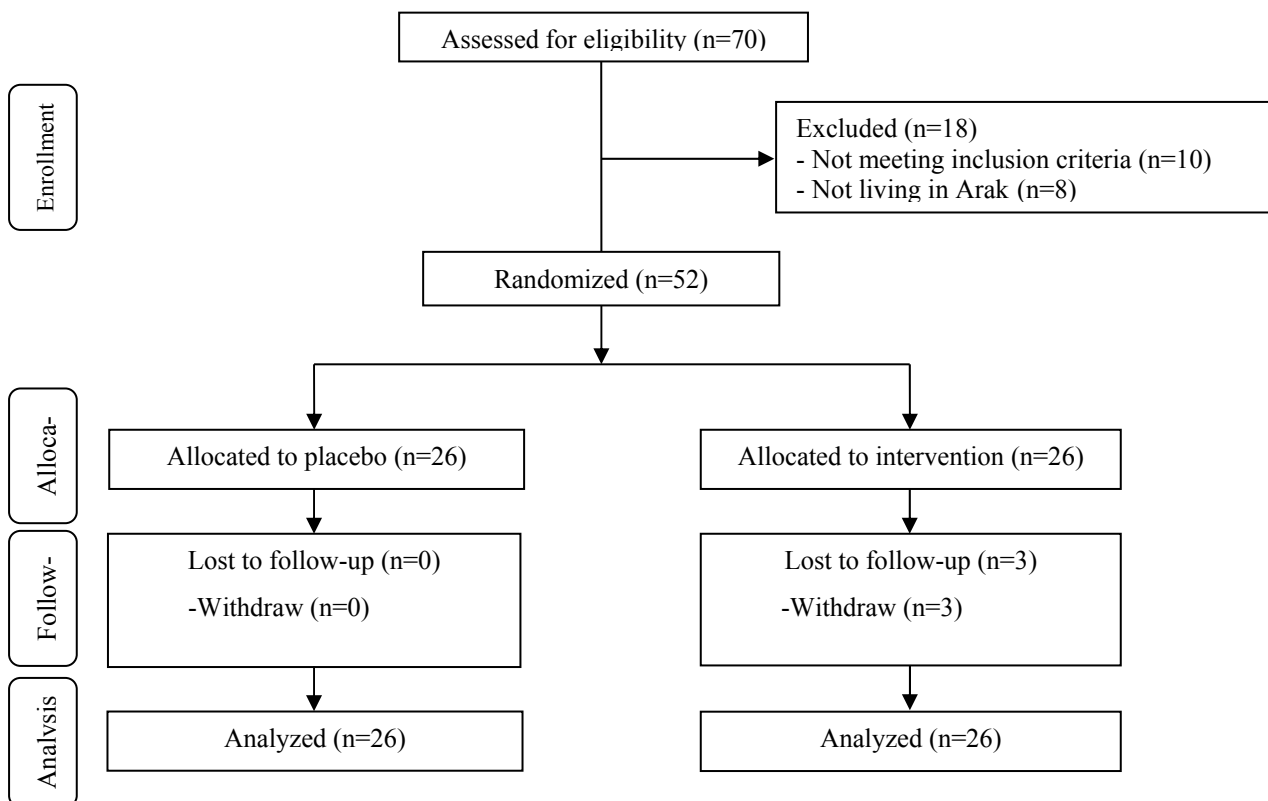 Assessed for eligibility (n=70)
Enrollment
Excluded (n=18)
- Not meeting inclusion criteria (n=10)
- Not living in Arak (n=8)
Randomized (n=52)
Alloca-
Allocated to placebo (n=26)
Allocated to intervention (n=26)
Follow-
Lost to follow-up (n=0)
-Withdraw (n=0)
Lost to follow-up (n=3)
-Withdraw (n=3)
Analysis
Analyzed (n=26)
Analyzed (n=26)